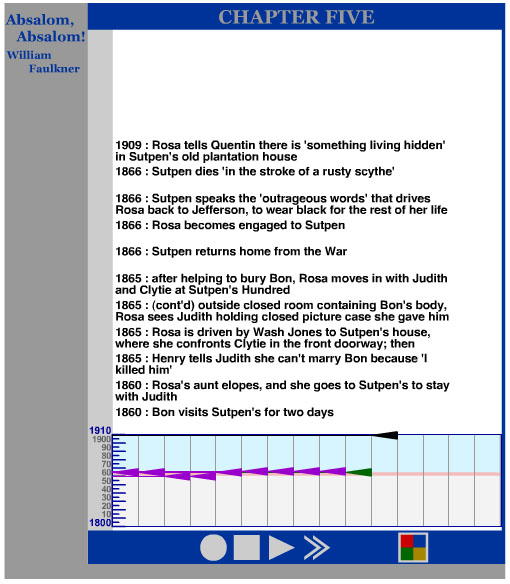 Absalom,
Absalom!
William
Faulkner
CHAPTER FIVE
1909 : Rosa tells Quentin there is 'something living hidden'
in Sutpen's old plantation house
1866 : Sutpen dies 'in the stroke of a rusty scythe'
1866 : Sutpen speaks the 'outrageous words' that drives
Rosa back to Jefferson, to wear black for the rest of her life
1866 : Rosa becomes engaged to Sutpen
1866 : Sutpen returns home from the War
1865 : after helping to bury Bon, Rosa moves in with Judith
and Clytie at Sutpen's Hundred
1865 : (cont'd) outside closed room containing Bon's body,
Rosa sees Judith holding closed picture case she gave him
1865 : Rosa is driven by Wash Jones to Sutpen's house,
where she confronts Clytie in the front doorway; then
1865 : Henry tells Judith she can't marry Bon because 'I
killed him'
1860 : Rosa's aunt elopes, and she goes to Sutpen's to stay
with Judith
1860 : Bon visits Sutpen's for two days
1910
1900
90
80
70
60
50
40
30
20
10
1800